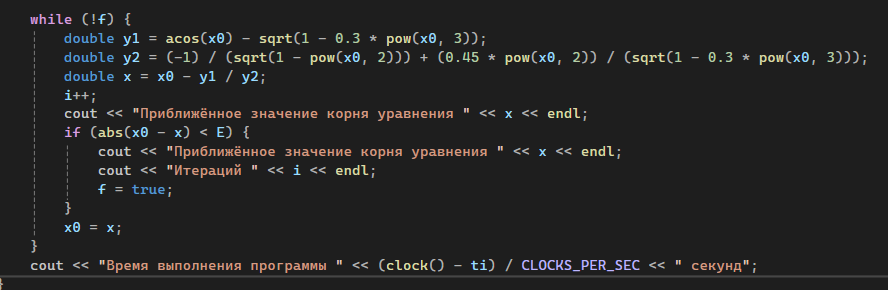 while (!f) {
double y1 = acos(x0) - sqrt(1 - 0.3 * pow(x0, 3));
double y2 = (-1) / (sqrt(1 - pow(x0, 2))) + (0.45 * pow(x0, 2)) / (sqrt(1 - 0.3 * pow(x0, 3)));
double x = x0 - y1 / y2;
i++;
cout << "Приближённое значение корня уравнения " << x << endl;
if (abs(x0 - x) < E) {
cout << "Приближённое значение корня уравнения " << x << endl;
cout << "Итераций " << i << endl;
f = true;
}
x0 = x;
}
cout << "Время выполнения программы " << (clock() - ti) / CLOCKS_PER_SEC << " секунд";
}